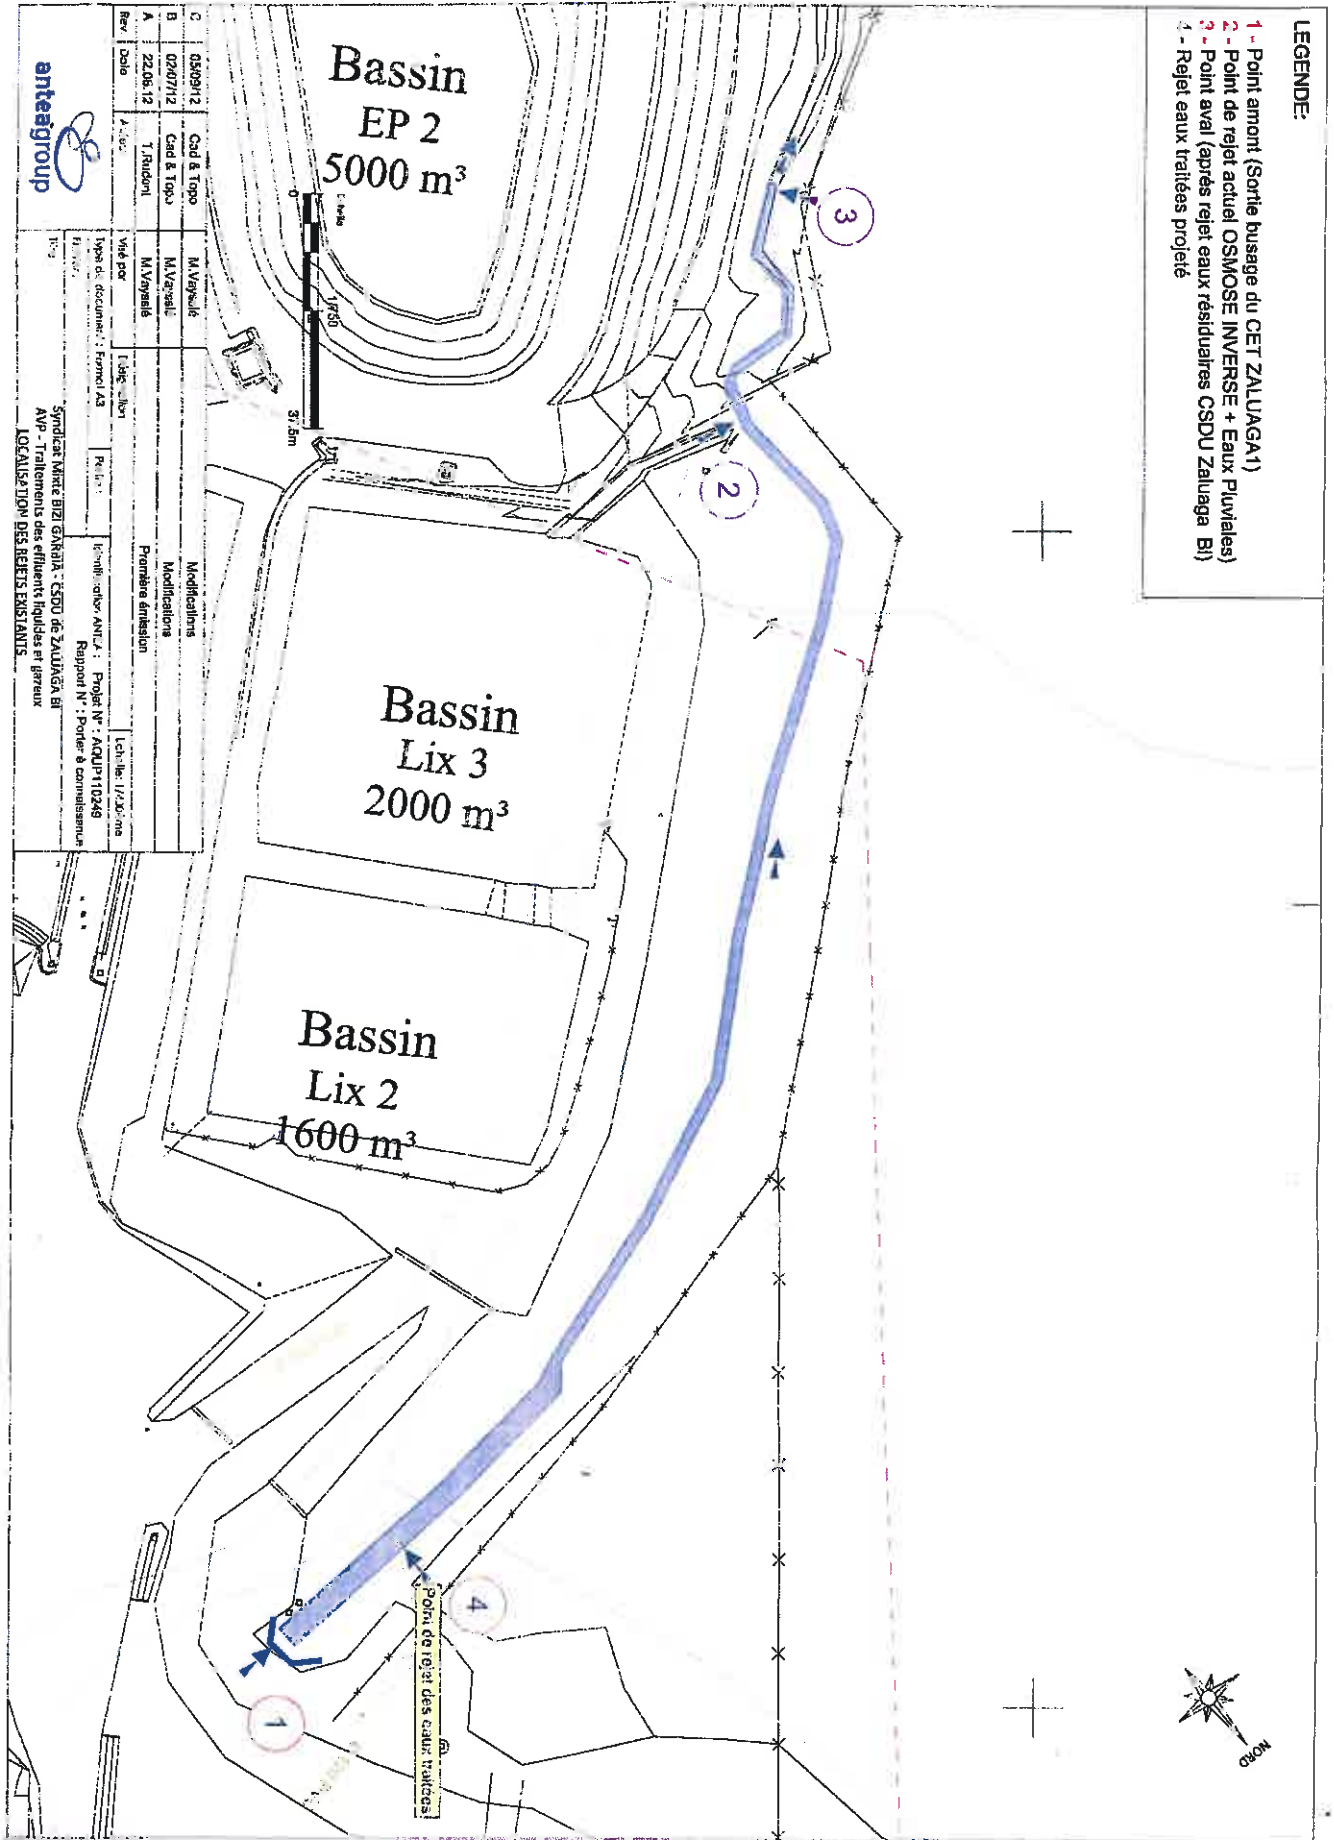 LEGENDE:
1 - Point amont (Sortie busage du CET ZALUAGA1)
2 - Point de rejet actuel OSMOSE INVERSE + Eaux Pluviales)
3 - Point aval (après rejet eaux résiduaires CSDU Zaluaga BI)
4 - Rejet eaux traitées projeté
NORD
Bassin
EP 2
5000 m³
Bassin
Lix 3
2000 m³
Bassin
Lix 2
1600 m³
3
2
4
1
Point de rejet des eaux traitées
0
1/750
37.5m
C 05/09/12 Cad & Topo M.Vayssié Modifications
B 02/07/12 Cad & Topo M.Vayssié Modifications
A 22.06.12 M.Vayssié Première émission
Rev. Date Visé par
anteagroup
Type de document : Format A3
Projet N° : AQUP110249
Rapport N° : Porter à connaissance
Syndicat Mixte BIZI GARBIA - CSDU de ZALUAGA BI
AVP - Traitements des effluents liquides et gazeux
LOCALISATION DES REJETS EXISTANTS